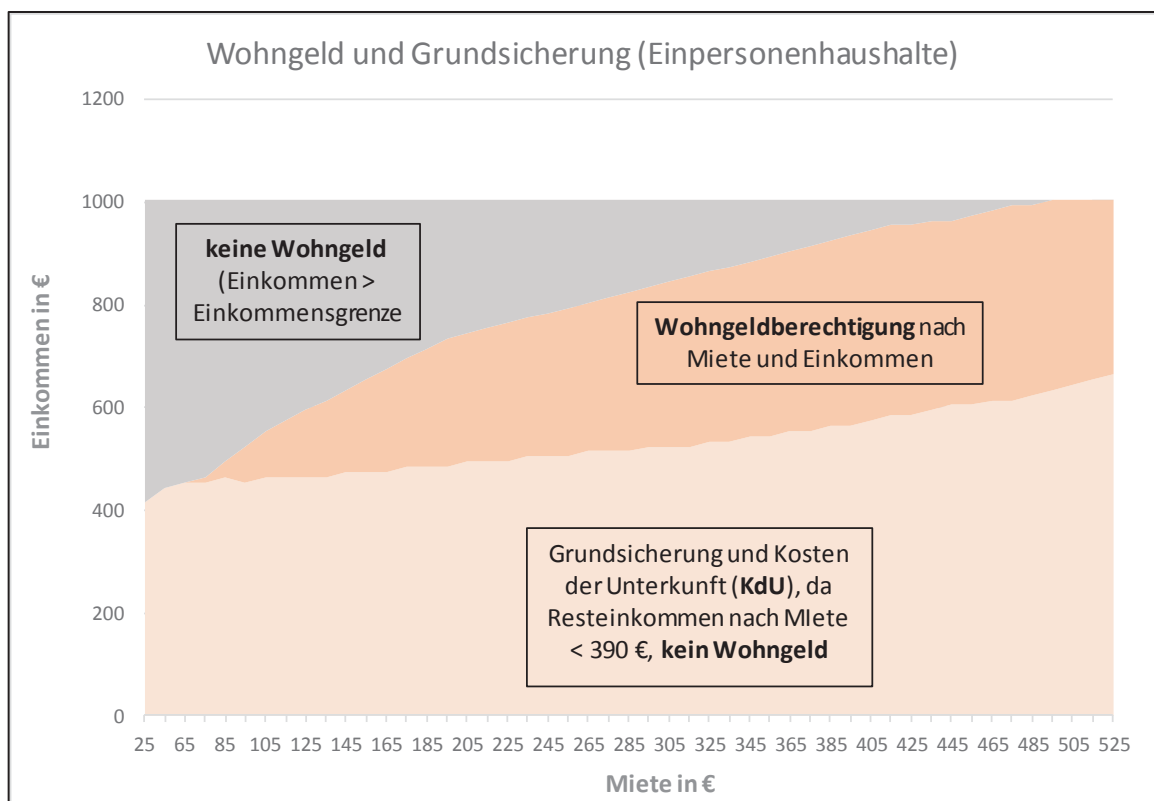 Wohngeld und Grundsicherung (Einpersonenhaushalte)
1200
1000
800
600
400
200
0
Einkommen in €
keine Wohngeld
(Einkommen >
Einkommensgrenze
Wohngeldberechtigung nach
Miete und Einkommen
Grundsicherung und Kosten
der Unterkunft (KdU), da
Resteinkommen nach MIete
< 390 €, kein Wohngeld
25 65 85 105 125 145 165 185 205 225 245 265 285 305 325 345 365 385 405 425 445 465 485 505 525
Miete in €